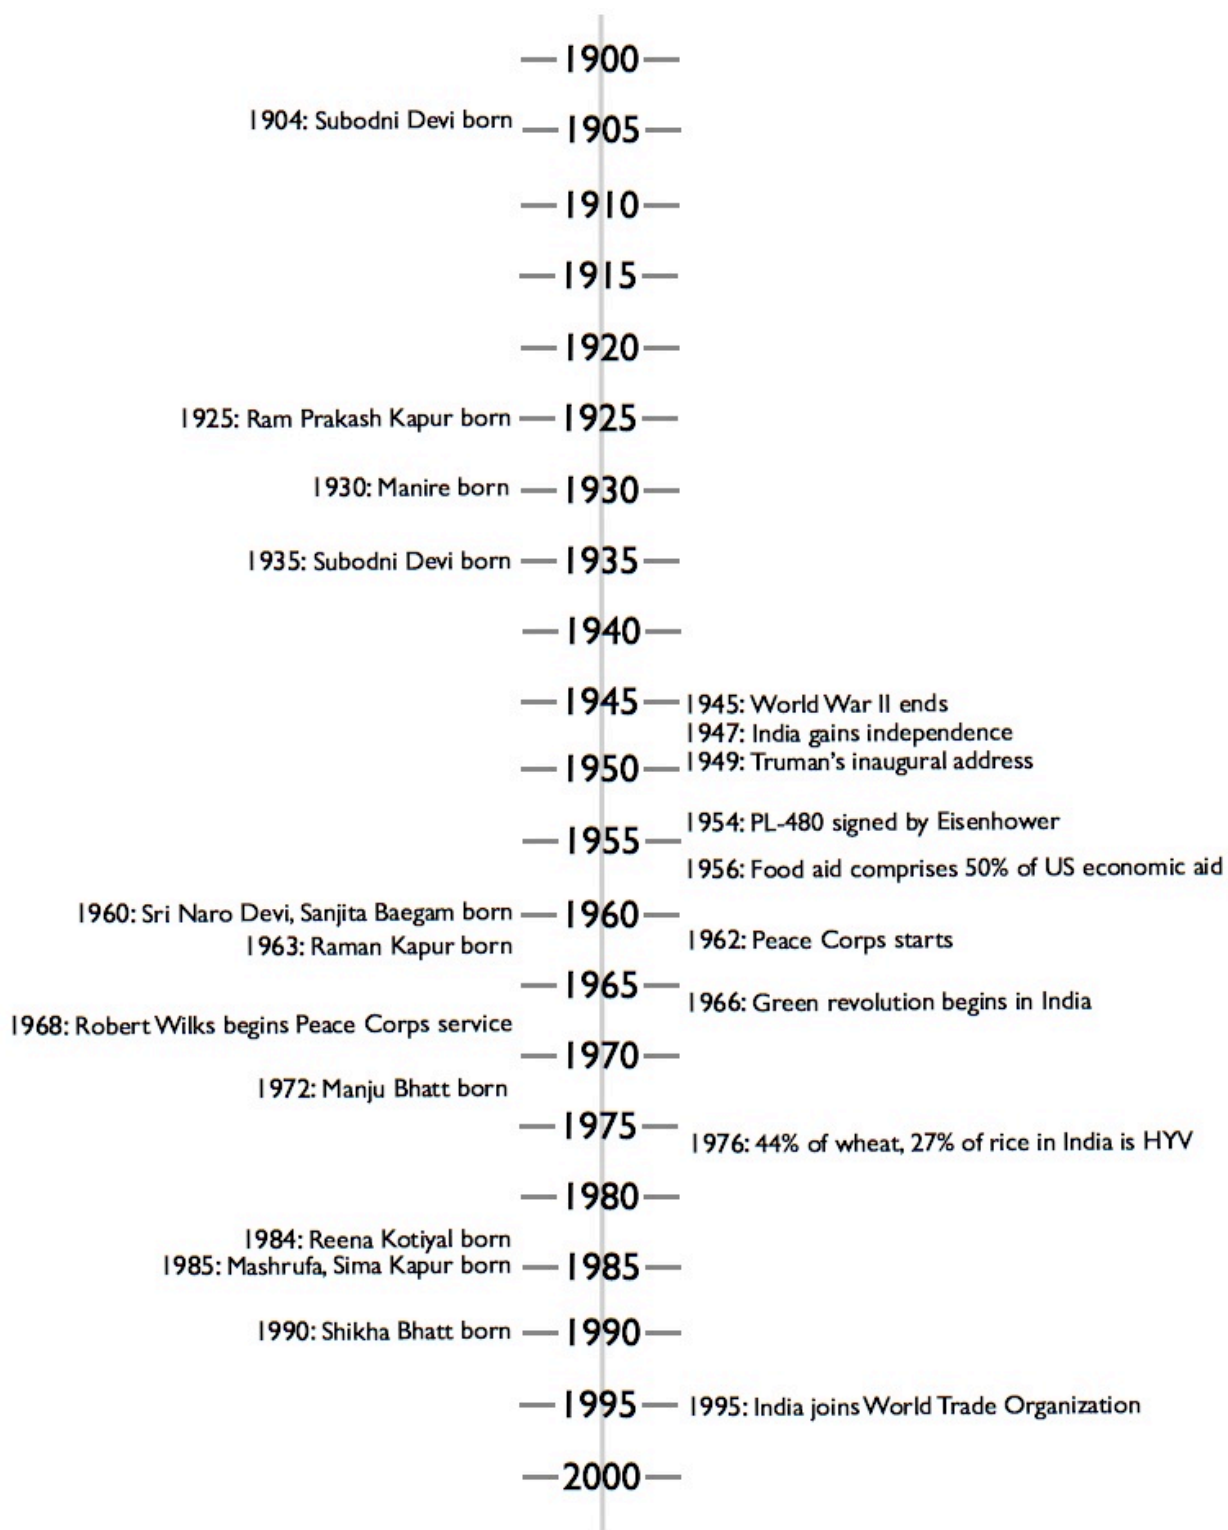 1900
1904: Subodni Devi born
1905
1910
1915
1920
1925: Ram Prakash Kapur born
1925
1930: Manire born
1930
1935: Subodni Devi born
1935
1940
1945
1945: World War II ends
1947: India gains independence
1949: Truman's inaugural address
1950
1954: PL-480 signed by Eisenhower
1955
1956: Food aid comprises 50% of US economic aid
1960: Sri Naro Devi, Sanjita Baegam born
1960
1962: Peace Corps starts
1963: Raman Kapur born
1965
1966: Green revolution begins in India
1968: Robert Wilks begins Peace Corps service
1970
1972: Manju Bhatt born
1975
1976: 44% of wheat, 27% of rice in India is HYV
1980
1984: Reena Kotiyal born
1985: Mashrufa, Sima Kapur born
1985
1990: Shikha Bhatt born
1990
1995
1995: India joins World Trade Organization
2000